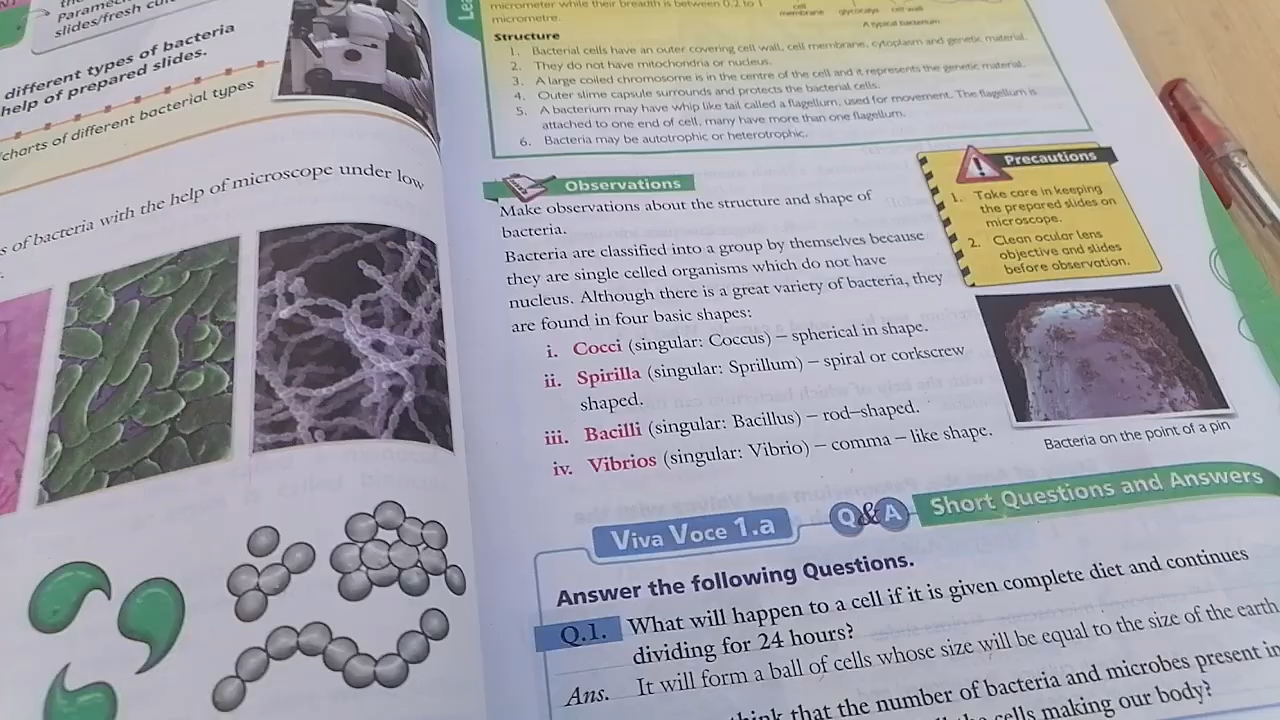 Parameci
slides/fresh cul
different types of bacteria
help of prepared slides.
charts of different bacterial types
s of bacteria with the help of microscope under low
micrometer while their breadth is between 0.2 to 1
micrometre.
cell membrane glycocalyx cell wall
A typical bacterium
Structure
1. Bacterial cells have an outer covering cell wall, cell membrane, cytoplasm and genetic material.
2. They do not have mitochondria or nucleus.
3. A large coiled chromosome is in the centre of the cell and it represents the genetic material.
4. Outer slime capsule surrounds and protects the bacterial cells.
5. A bacterium may have whip like tail called a flagellum, used for movement. The flagellum is
attached to one end of cell, many have more than one flagellum.
6. Bacteria may be autotrophic or heterotrophic.
Observations
Make observations about the structure and shape of
bacteria.
Bacteria are classified into a group by themselves because
they are single celled organisms which do not have
nucleus. Although there is a great variety of bacteria, they
are found in four basic shapes:
i. Cocci (singular: Coccus) – spherical in shape.
ii. Spirilla (singular: Sprillum) – spiral or corkscrew
shaped.
iii. Bacilli (singular: Bacillus) – rod–shaped.
iv. Vibrios (singular: Vibrio) – comma – like shape.
Precautions
1. Take care in keeping
the prepared slides on
microscope.
2. Clean ocular lens
objective and slides
before observation.
Bacteria on the point of a pin
Viva Voce 1.a Q&A Short Questions and Answers
Answer the following Questions.
Q.1. What will happen to a cell if it is given complete diet and continues
dividing for 24 hours?
Ans. It will form a ball of cells whose size will be equal to the size of the earth
think that the number of bacteria and microbes present in
cells making our body?